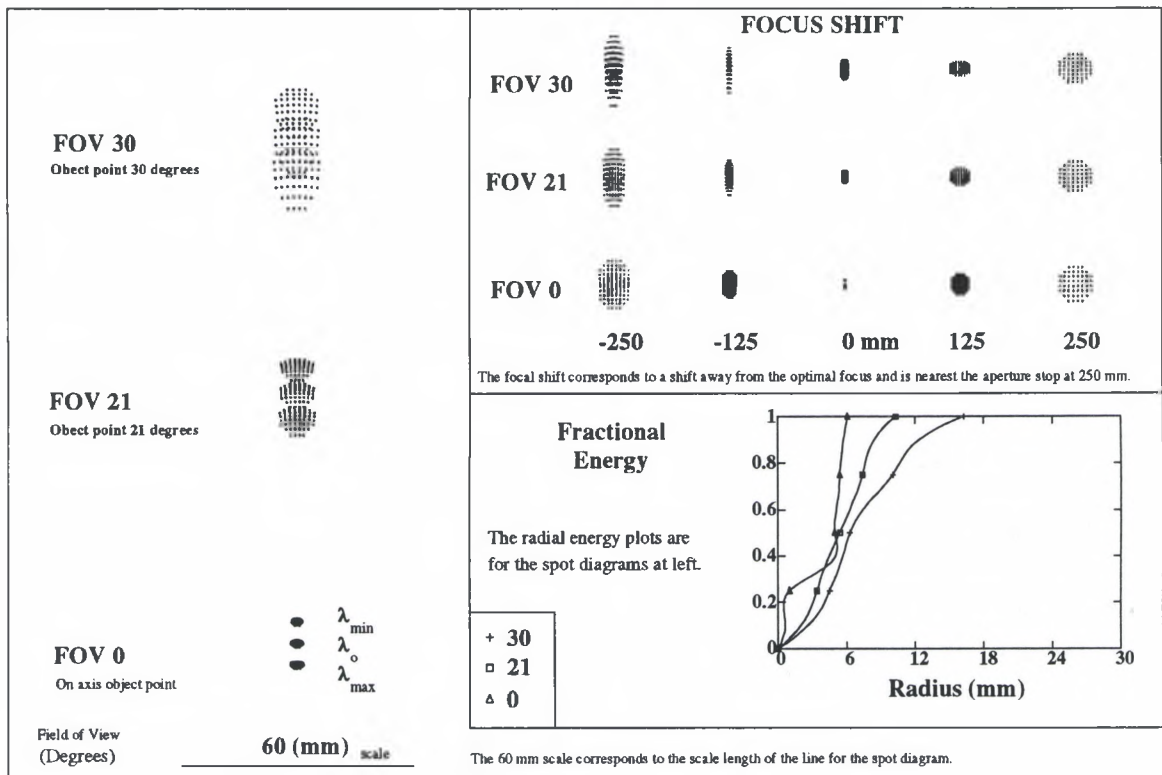 FOV 30
Obect point 30 degrees
FOV 21
Obect point 21 degrees
FOV 0
On axis object point
λmin
λo
λmax
Field of View
(Degrees)
60 (mm) scale
FOCUS SHIFT
FOV 30
FOV 21
FOV 0
-250 -125 0 mm 125 250
The focal shift corresponds to a shift away from the optimal focus and is nearest the aperture stop at 250 mm.
Fractional
Energy
The radial energy plots are
for the spot diagrams at left.
+ 30
□ 21
△ 0
1
0.8
0.6
0.4
0.2
0
0 6 12 18 24 30
Radius (mm)
The 60 mm scale corresponds to the scale length of the line for the spot diagram.